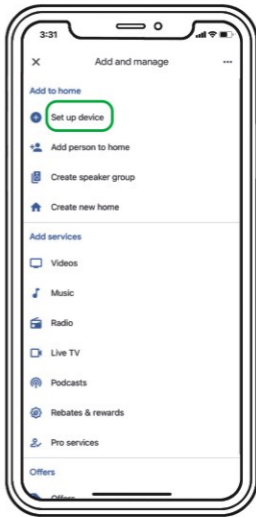 3:31
Add and manage
Add to home
Set up device
Add person to home
Create speaker group
Create new home
Add services
Videos
Music
Radio
Live TV
Podcasts
Rebates & rewards
Pro services
Offers
Offers